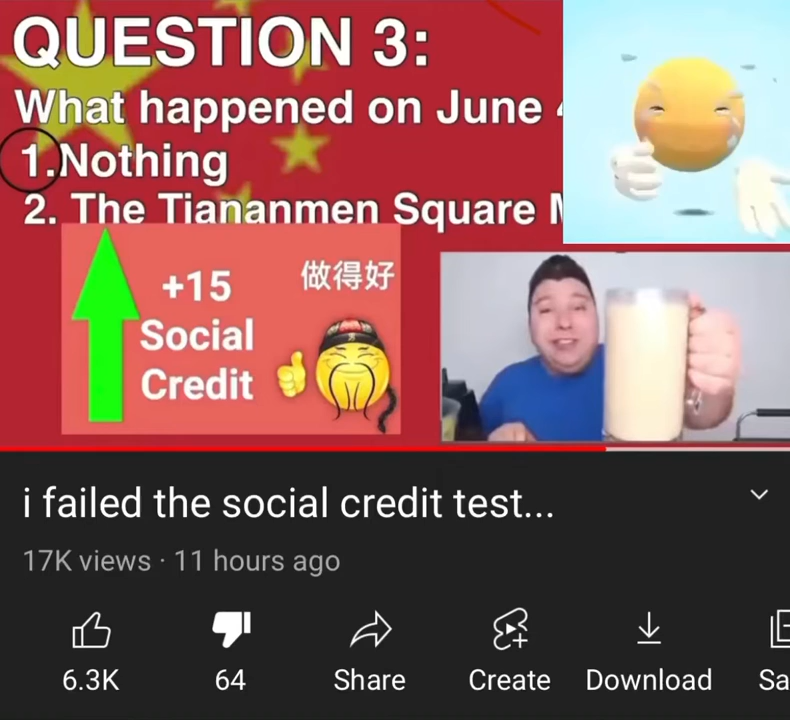 QUESTION 3:
What happened on June
1.Nothing
2. The Tiananmen Square
+15
Social
Credit
做得好
i failed the social credit test...
17K views · 11 hours ago
6.3K
64
Share
Create
Download
Sa